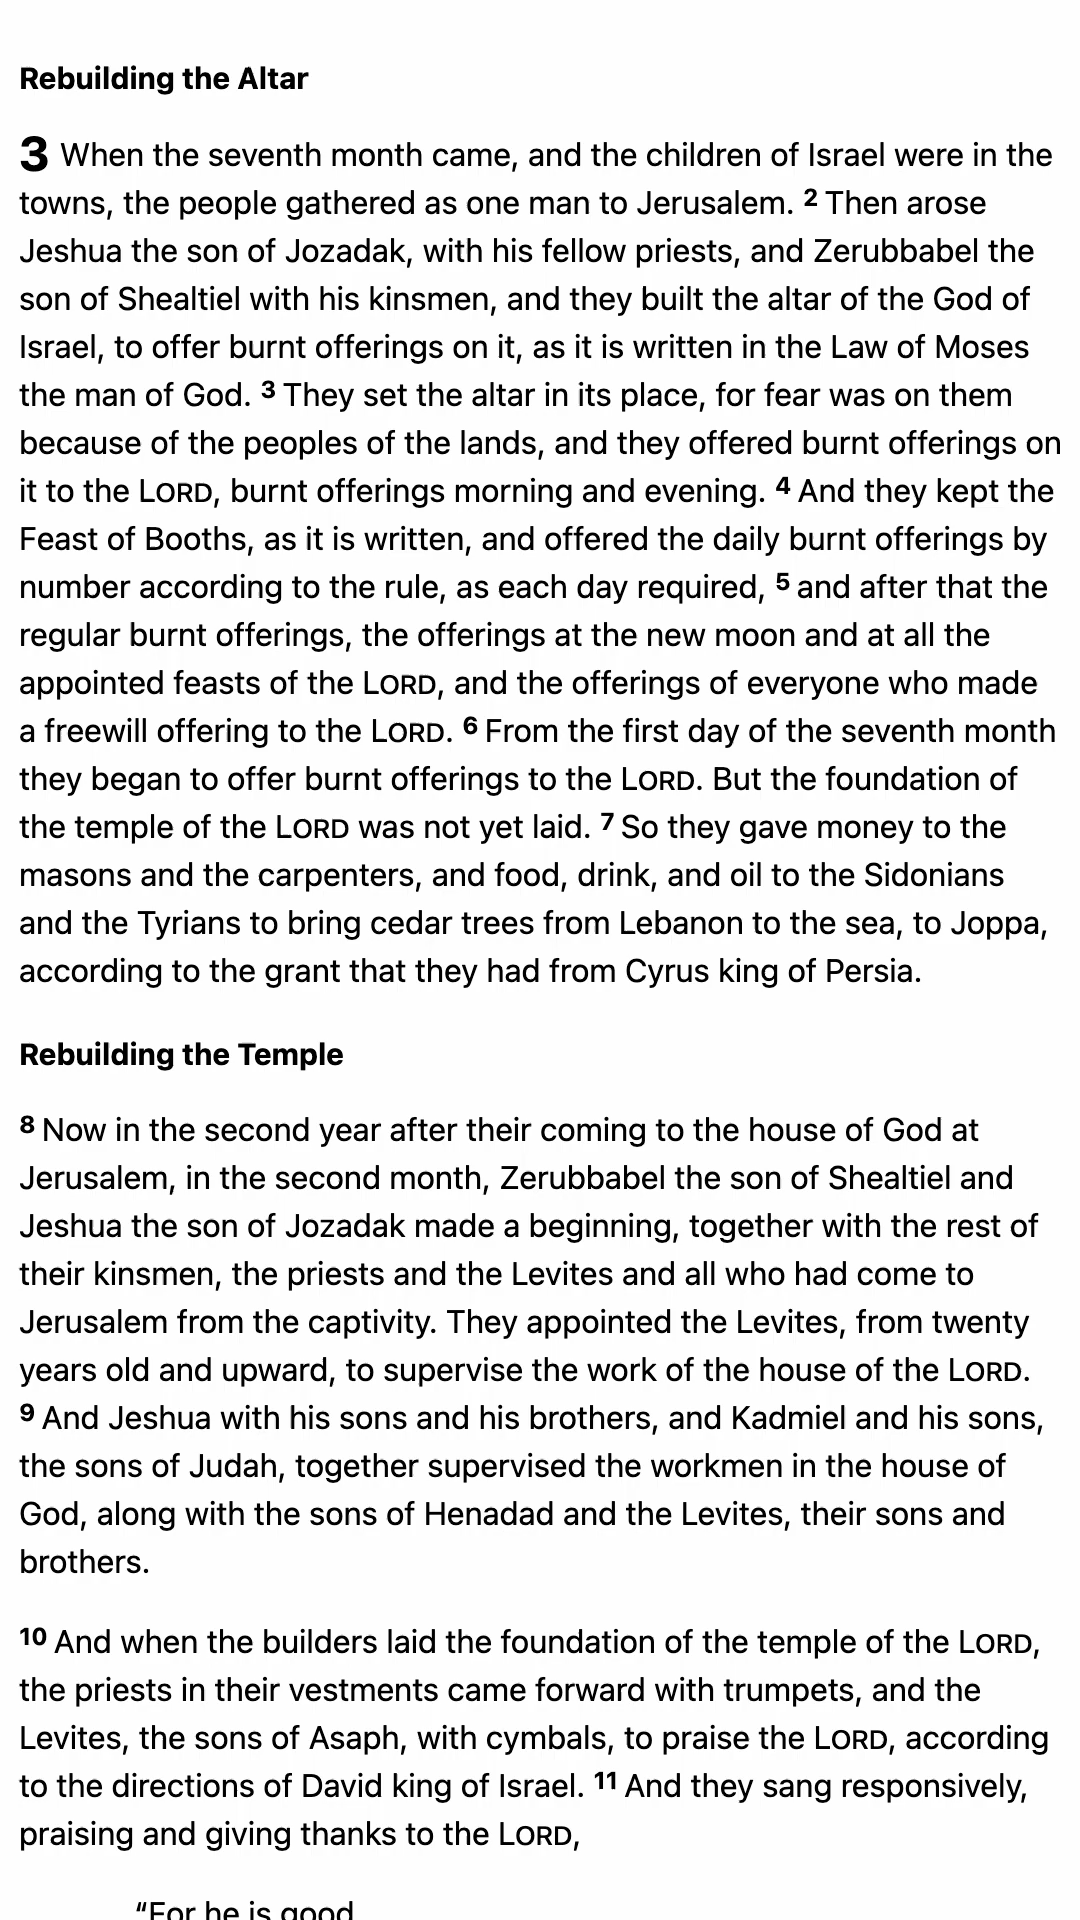 Rebuilding the Altar
3 When the seventh month came, and the children of Israel were in the
towns, the people gathered as one man to Jerusalem. 2 Then arose
Jeshua the son of Jozadak, with his fellow priests, and Zerubbabel the
son of Shealtiel with his kinsmen, and they built the altar of the God of
Israel, to offer burnt offerings on it, as it is written in the Law of Moses
the man of God. 3 They set the altar in its place, for fear was on them
because of the peoples of the lands, and they offered burnt offerings on
it to the LORD, burnt offerings morning and evening. 4 And they kept the
Feast of Booths, as it is written, and offered the daily burnt offerings by
number according to the rule, as each day required, 5 and after that the
regular burnt offerings, the offerings at the new moon and at all the
appointed feasts of the LORD, and the offerings of everyone who made
a freewill offering to the LORD. 6 From the first day of the seventh month
they began to offer burnt offerings to the LORD. But the foundation of
the temple of the LORD was not yet laid. 7 So they gave money to the
masons and the carpenters, and food, drink, and oil to the Sidonians
and the Tyrians to bring cedar trees from Lebanon to the sea, to Joppa,
according to the grant that they had from Cyrus king of Persia.
Rebuilding the Temple
8 Now in the second year after their coming to the house of God at
Jerusalem, in the second month, Zerubbabel the son of Shealtiel and
Jeshua the son of Jozadak made a beginning, together with the rest of
their kinsmen, the priests and the Levites and all who had come to
Jerusalem from the captivity. They appointed the Levites, from twenty
years old and upward, to supervise the work of the house of the LORD.
9 And Jeshua with his sons and his brothers, and Kadmiel and his sons,
the sons of Judah, together supervised the workmen in the house of
God, along with the sons of Henadad and the Levites, their sons and
brothers.
10 And when the builders laid the foundation of the temple of the LORD,
the priests in their vestments came forward with trumpets, and the
Levites, the sons of Asaph, with cymbals, to praise the LORD, according
to the directions of David king of Israel. 11 And they sang responsively,
praising and giving thanks to the LORD,
“For he is good